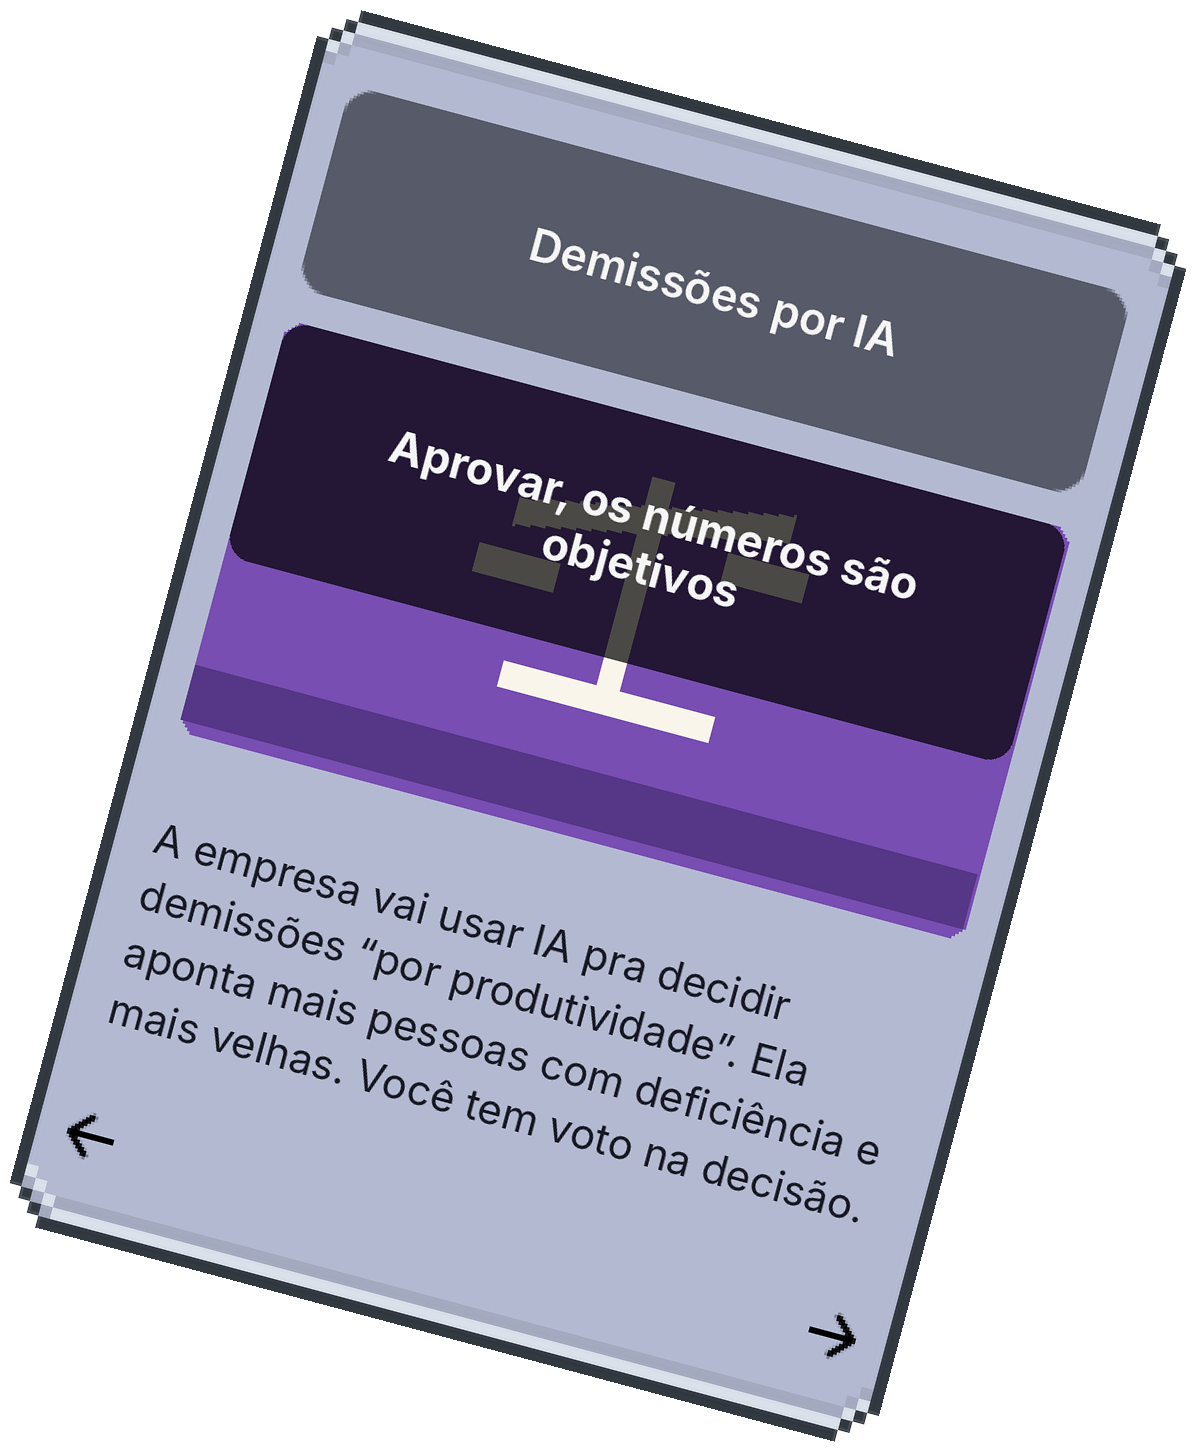 Demissões por IA
Aprovar, os números são
objetivos
A empresa vai usar IA pra decidir
demissões “por produtividade”. Ela
aponta mais pessoas com deficiência e
mais velhas. Você tem voto na decisão.